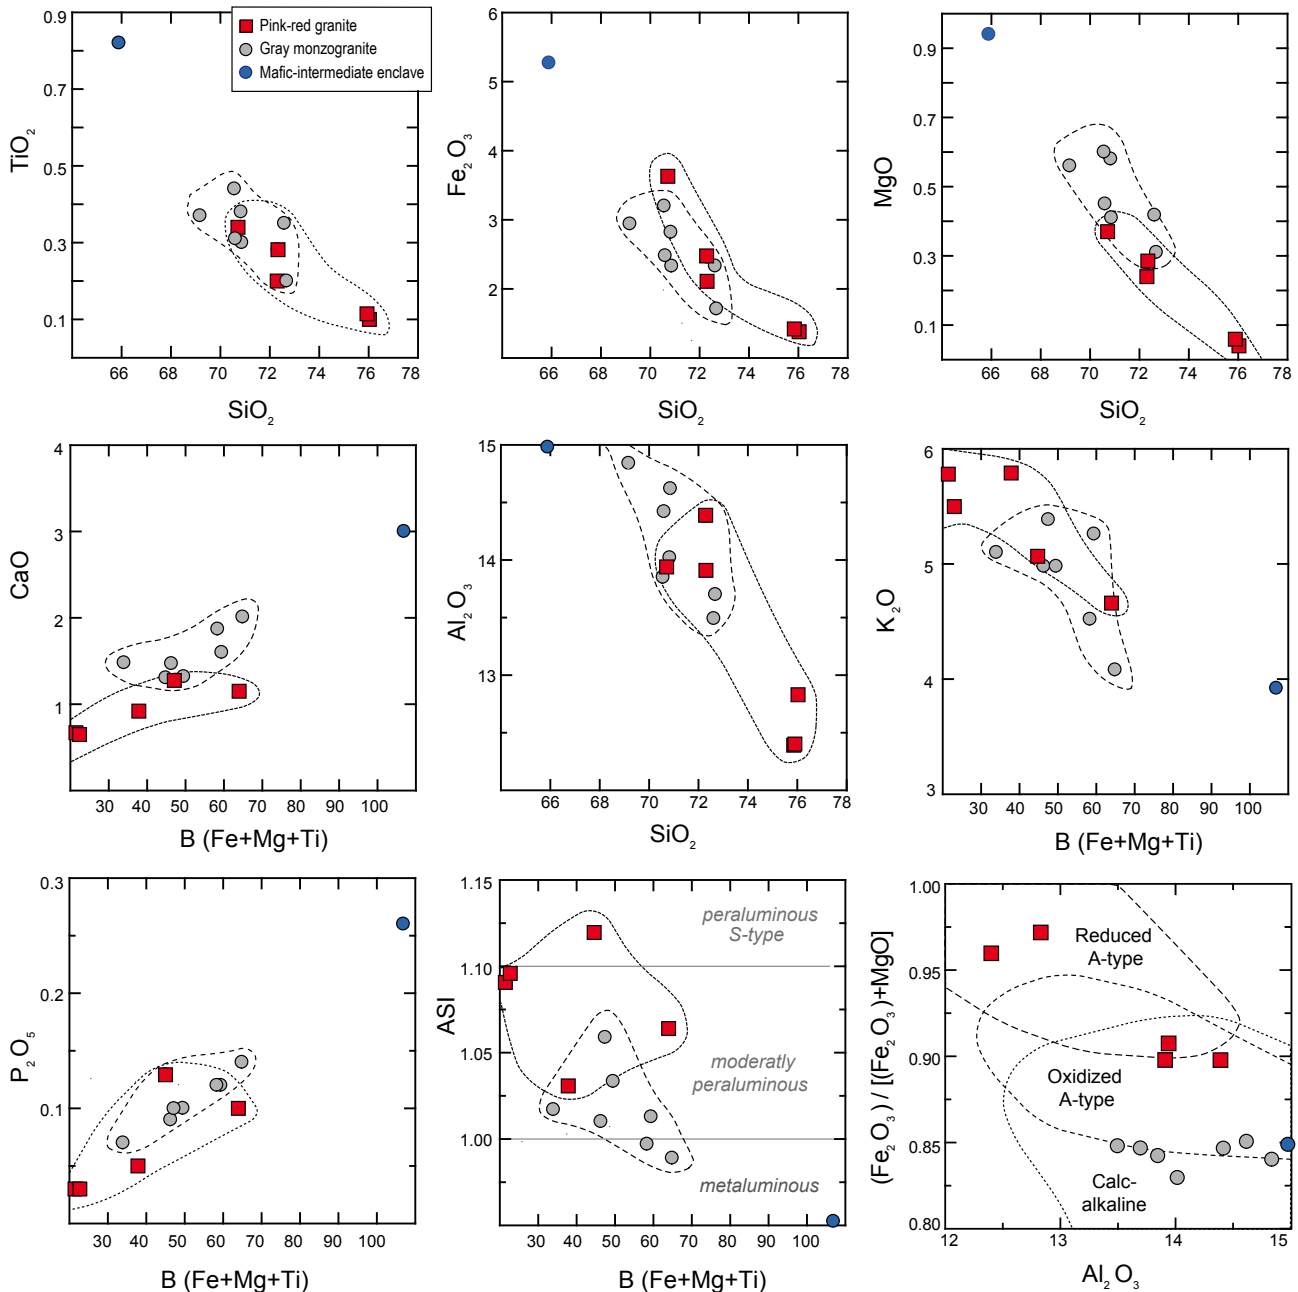 Pink-red granite
Gray monzogranite
Mafic-intermediate enclave
0.9
0.7
0.5
0.3
0.1
TiO2
66 68 70 72 74 76 78
SiO2
6
5
4
3
2
Fe2O3
66 68 70 72 74 76 78
SiO2
0.9
0.7
0.5
0.3
0.1
MgO
66 68 70 72 74 76 78
SiO2
4
3
2
1
CaO
30 40 50 60 70 80 90 100
B (Fe+Mg+Ti)
15
14
13
Al2O3
66 68 70 72 74 76 78
SiO2
6
5
4
3
K2O
30 40 50 60 70 80 90 100
B (Fe+Mg+Ti)
0.3
0.2
0.1
P2O5
30 40 50 60 70 80 90 100
B (Fe+Mg+Ti)
1.15
1.10
1.05
1.00
ASI
peraluminous
S-type
moderatly
peraluminous
metaluminous
30 40 50 60 70 80 90 100
B (Fe+Mg+Ti)
1.00
0.95
0.90
0.85
0.80
(Fe2O3) / [(Fe2O3)+MgO]
Reduced
A-type
Oxidized
A-type
Calc-
alkaline
12 13 14 15
Al2O3